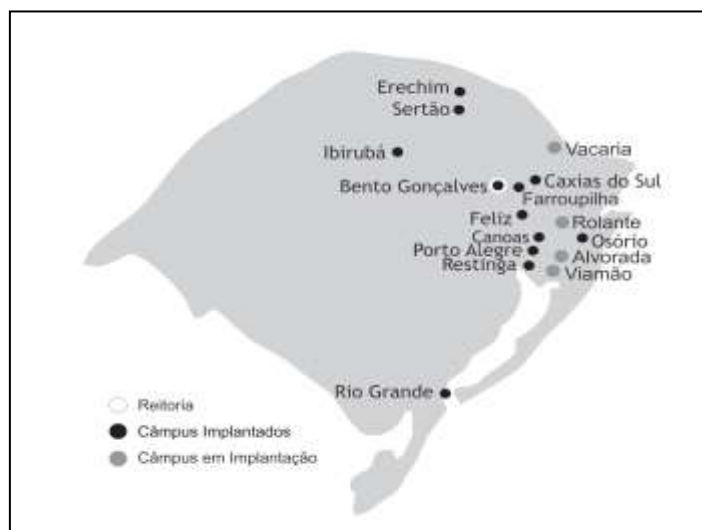 Erechim
Sertão
Ibirubá
Vacaria
Bento Gonçalves
Caxias do Sul
Farroupilha
Feliz
Rolante
Canoas
Osório
Porto Alegre
Alvorada
Restinga
Viamão
Rio Grande
Reitoria
Câmpus Implantados
Câmpus em Implantação